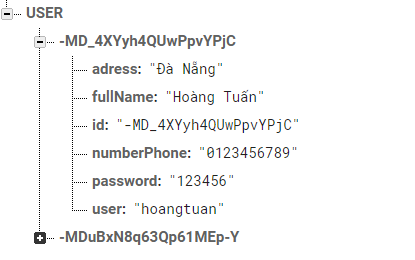 USER
-MD_4XYyh4QUwPpvYPjC
adress: "Đà Nẵng"
fullName: "Hoàng Tuấn"
id: "-MD_4XYyh4QUwPpvYPjC"
numberPhone: "0123456789"
password: "123456"
user: "hoangtuan"
-MDuBxN8q63Qp61MEp-Y